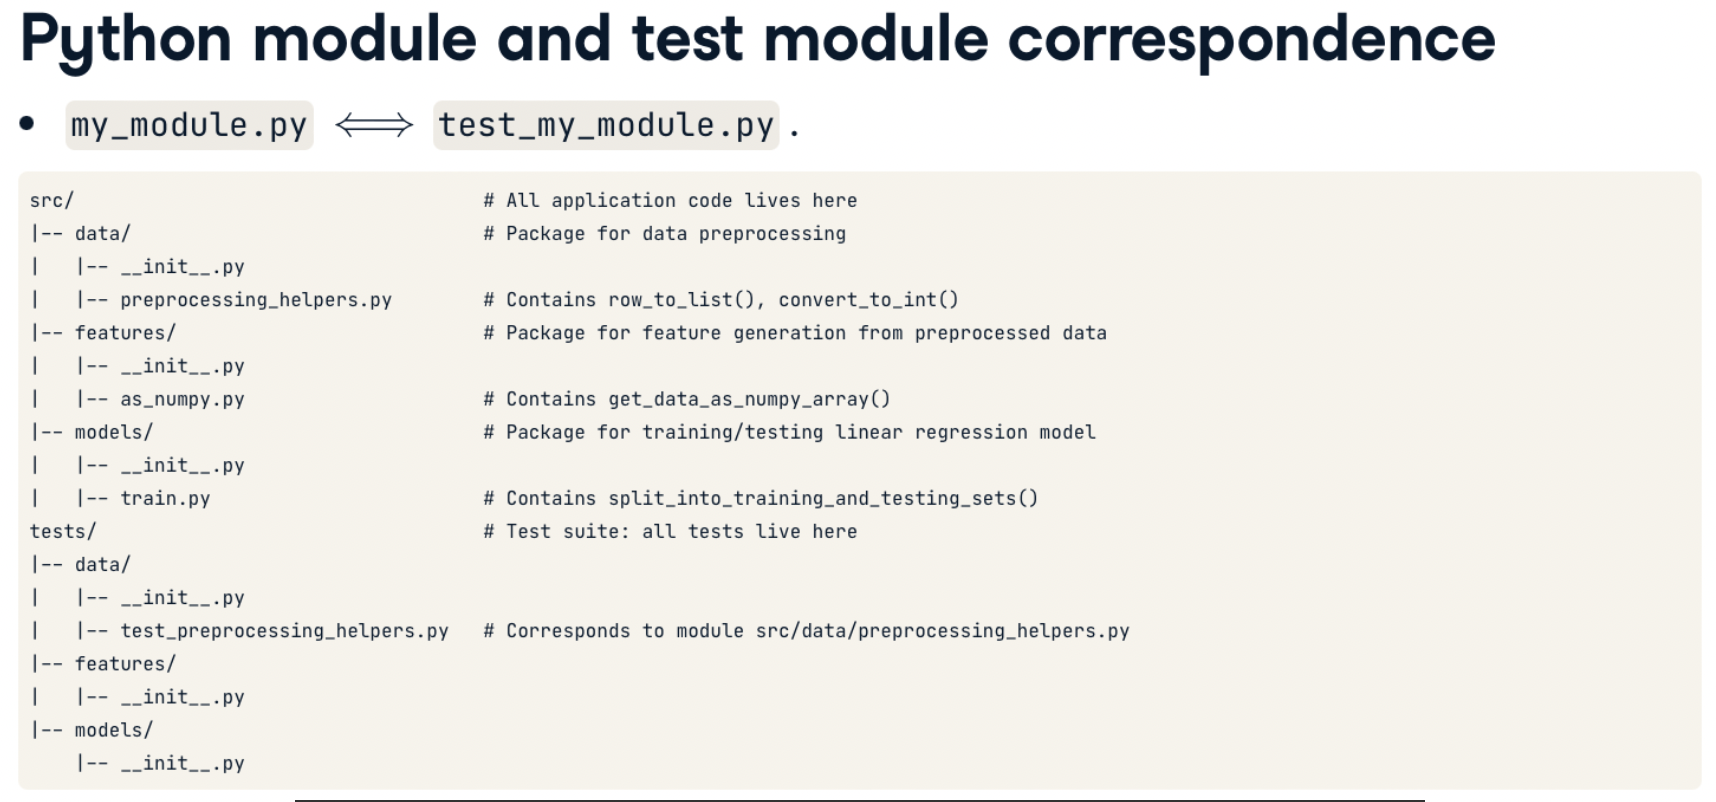 Python module and test module correspondence
• my_module.py ⟺ test_my_module.py .
src/ # All application code lives here
|-- data/ # Package for data preprocessing
| |-- __init__.py
| |-- preprocessing_helpers.py # Contains row_to_list(), convert_to_int()
|-- features/ # Package for feature generation from preprocessed data
| |-- __init__.py
| |-- as_numpy.py # Contains get_data_as_numpy_array()
|-- models/ # Package for training/testing linear regression model
| |-- __init__.py
| |-- train.py # Contains split_into_training_and_testing_sets()
tests/ # Test suite: all tests live here
|-- data/
| |-- __init__.py
| |-- test_preprocessing_helpers.py # Corresponds to module src/data/preprocessing_helpers.py
|-- features/
| |-- __init__.py
|-- models/
|-- __init__.py